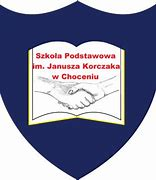 Szkoła Podstawowa
im. Janusza Korczaka
w Choceniu